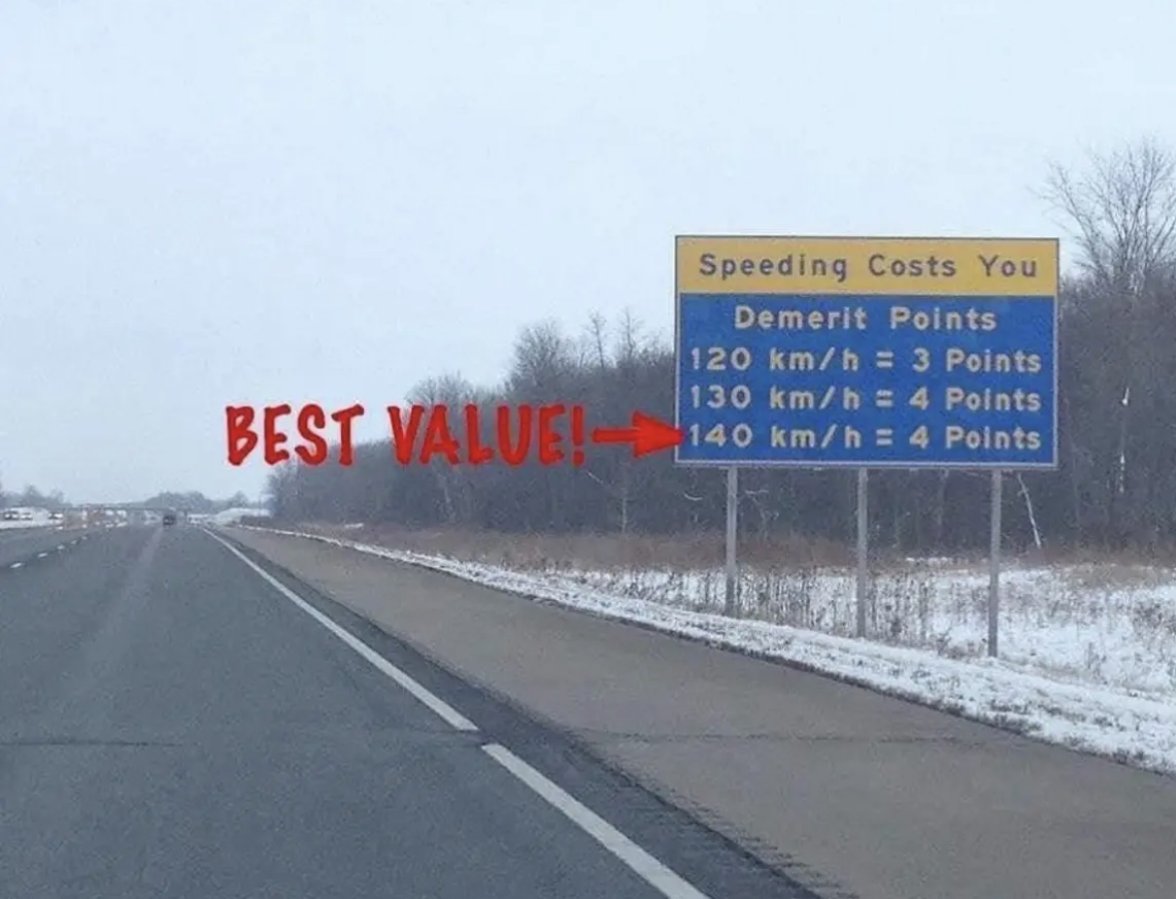 Speeding Costs You
Demerit Points
120 km/h = 3 Points
130 km/h = 4 Points
BEST VALUE! 140 km/h = 4 Points